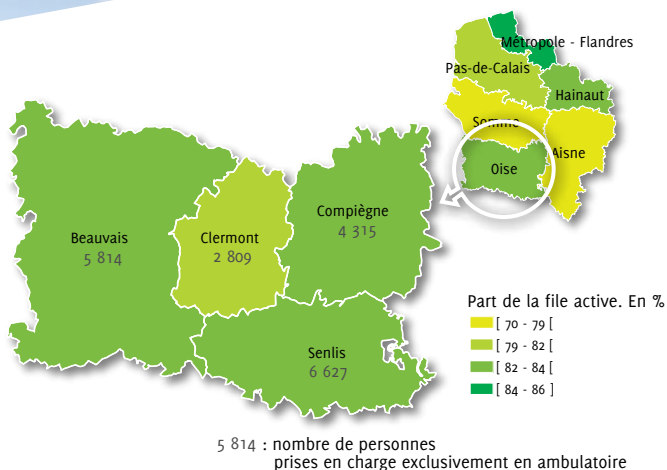 Métropole - Flandres
Pas-de-Calais
Hainaut
Somme
Aisne
Oise
Compiègne
4 315
Beauvais
5 814
Clermont
2 809
Senlis
6 627
Part de la file active. En %
[ 70 - 79 [
[ 79 - 82 [
[ 82 - 84 [
[ 84 - 86 ]
5 814 : nombre de personnes
prises en charge exclusivement en ambulatoire